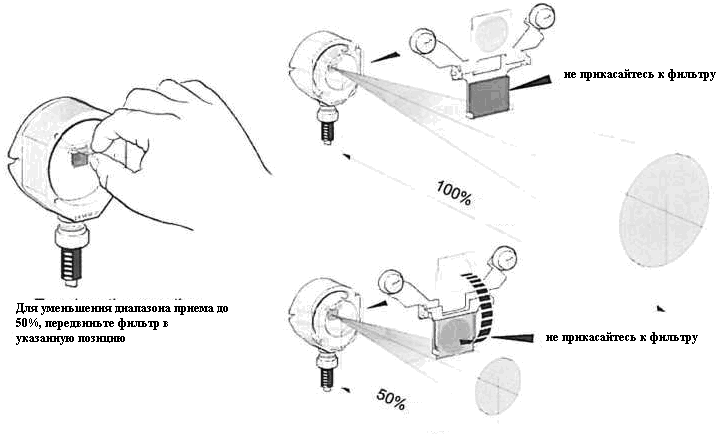 не прикасайтесь к фильтру
100%
Для уменьшения диапазона приема до
50%, передвиньте фильтр в
указанную позицию
не прикасайтесь к фильтру
50%